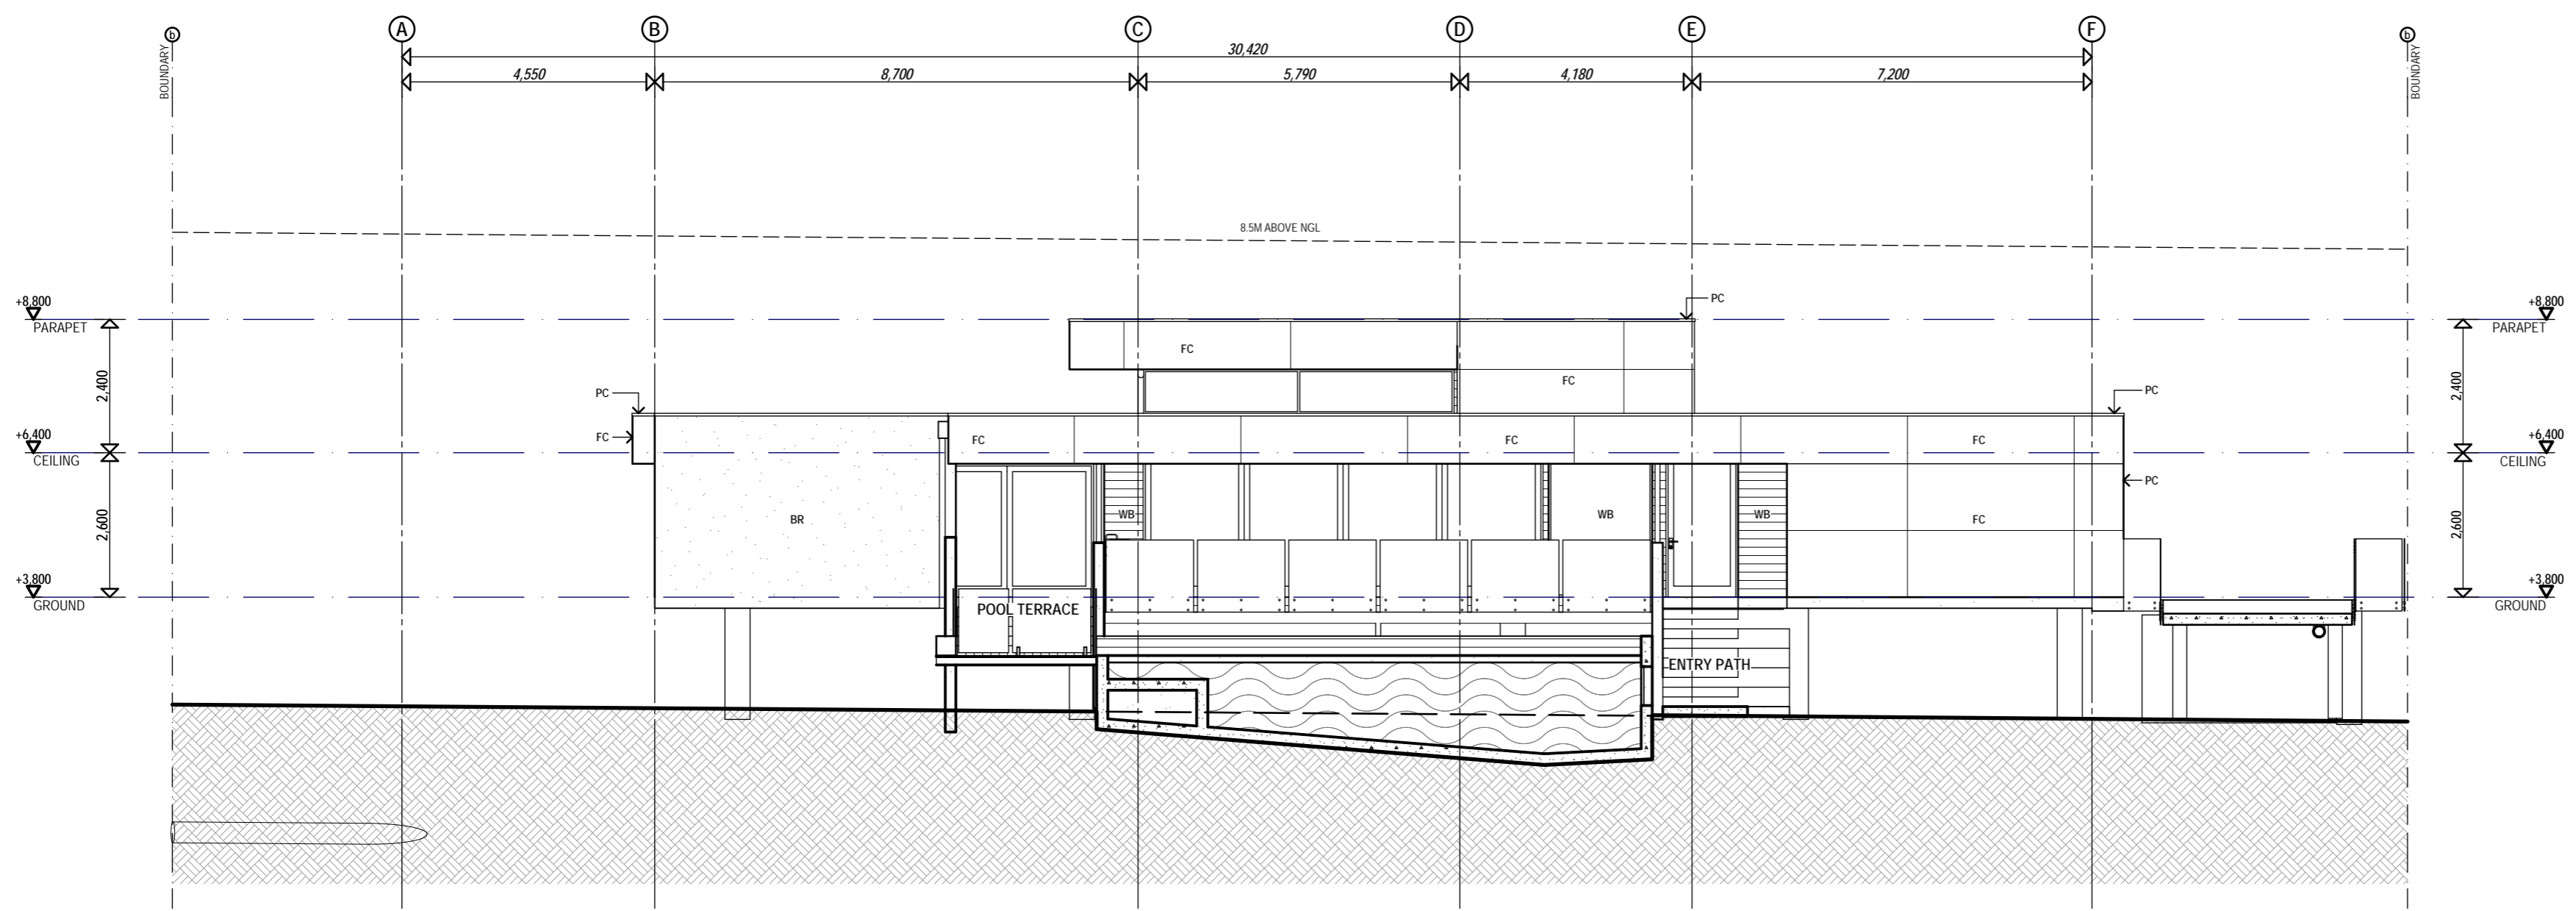 A
B
C
D
E
F
b
b
BOUNDARY
BOUNDARY
30,420
4,550
8,700
5,790
4,180
7,200
8.5M ABOVE NGL
+8,800
PARAPET
+8,800
PARAPET
PC
FC
2,400
FC
2,400
PC
PC
+6,400
CEILING
FC
FC
FC
FC
+6,400
CEILING
PC
2,600
BR
WB
WB
WB
FC
2,600
+3,800
GROUND
POOL TERRACE
+3,800
GROUND
ENTRY PATH